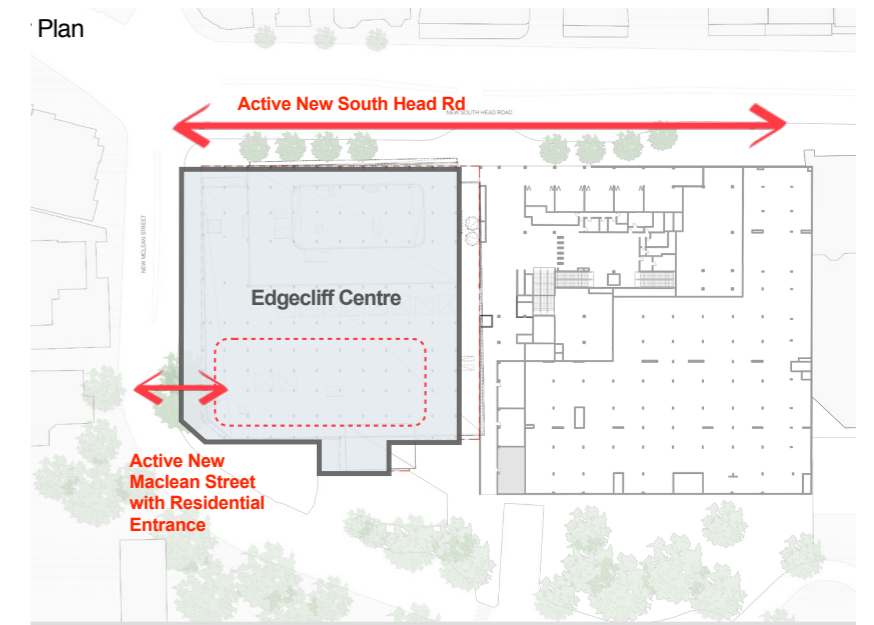 Plan
Active New South Head Rd
NEW SOUTH HEAD ROAD
NEW MCLEAN STREET
Edgecliff Centre
Active New
Maclean Street
with Residential
Entrance